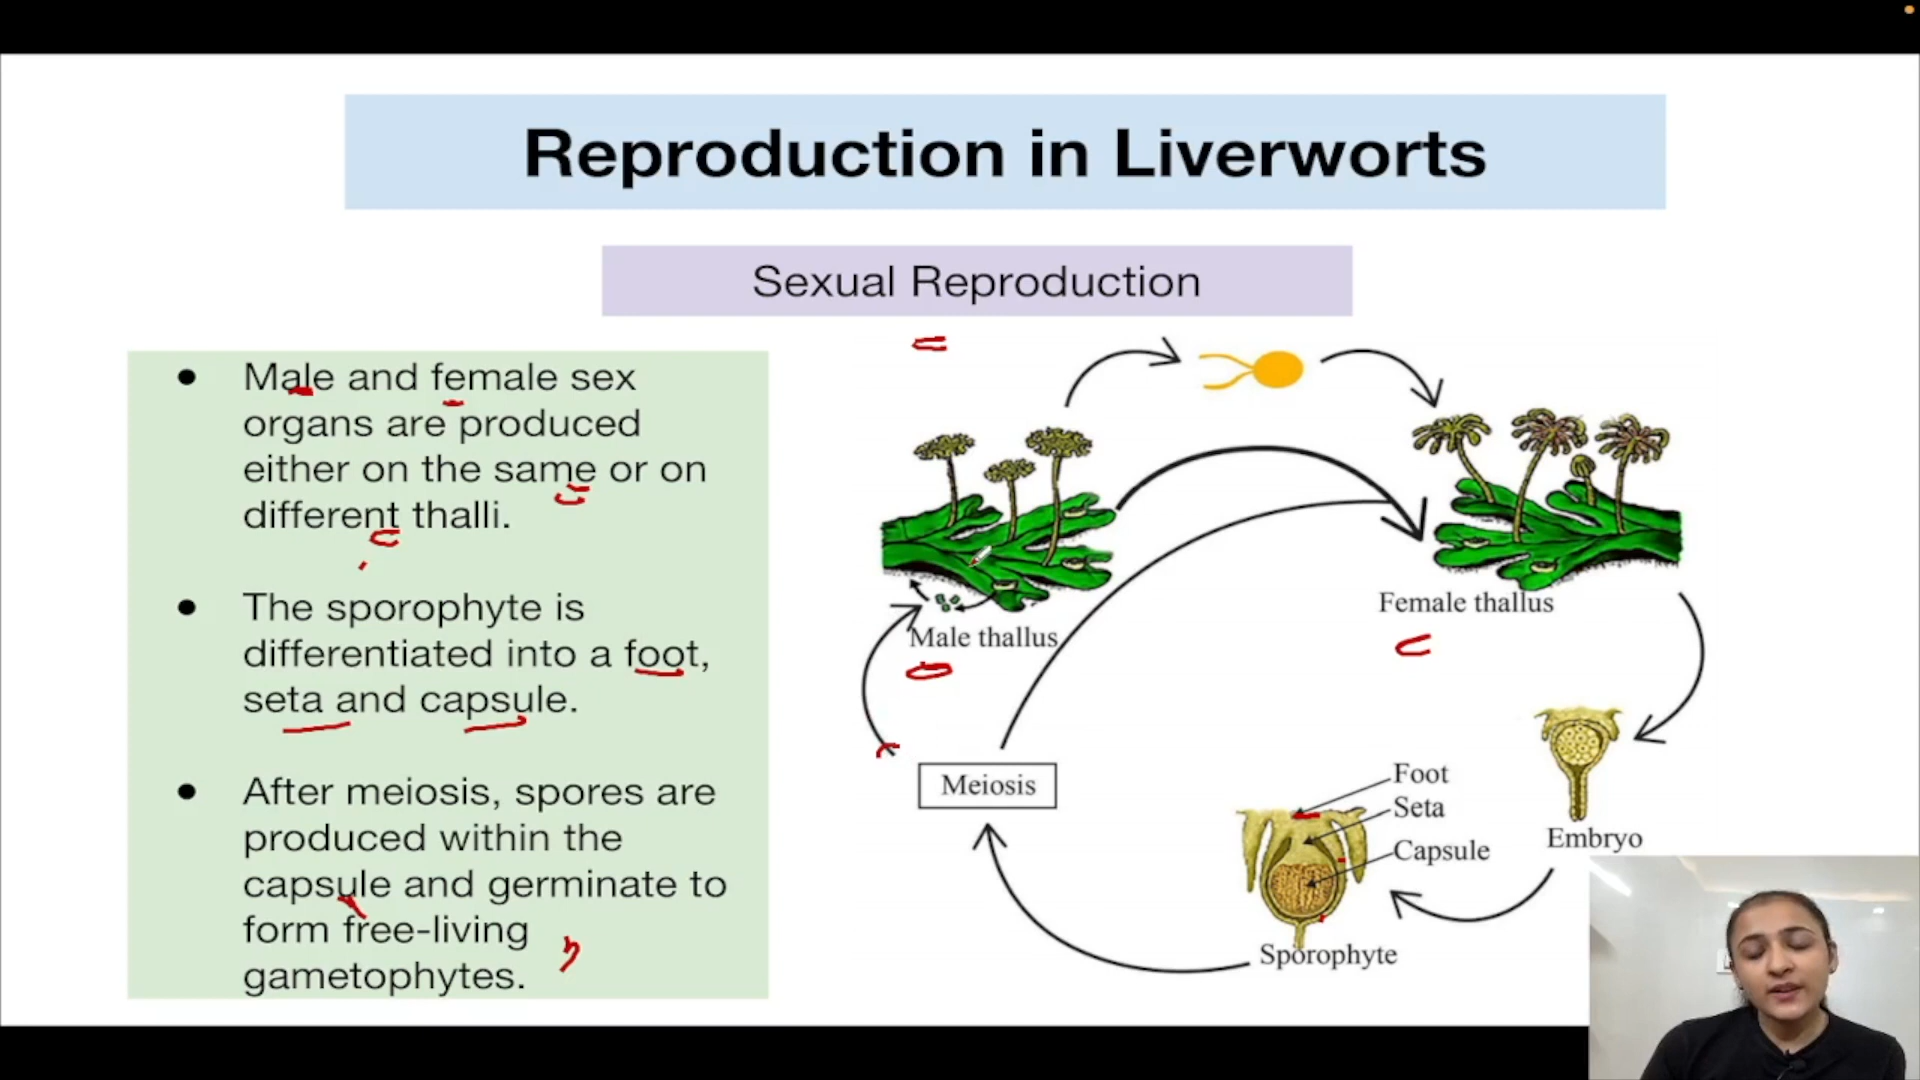 Reproduction in Liverworts
Sexual Reproduction
● Male and female sex
organs are produced
either on the same or on
different thalli.
● The sporophyte is
differentiated into a foot,
seta and capsule.
● After meiosis, spores are
produced within the
capsule and germinate to
form free-living
gametophytes.
Male thallus
Female thallus
Meiosis
Foot
Seta
Capsule
Embryo
Sporophyte